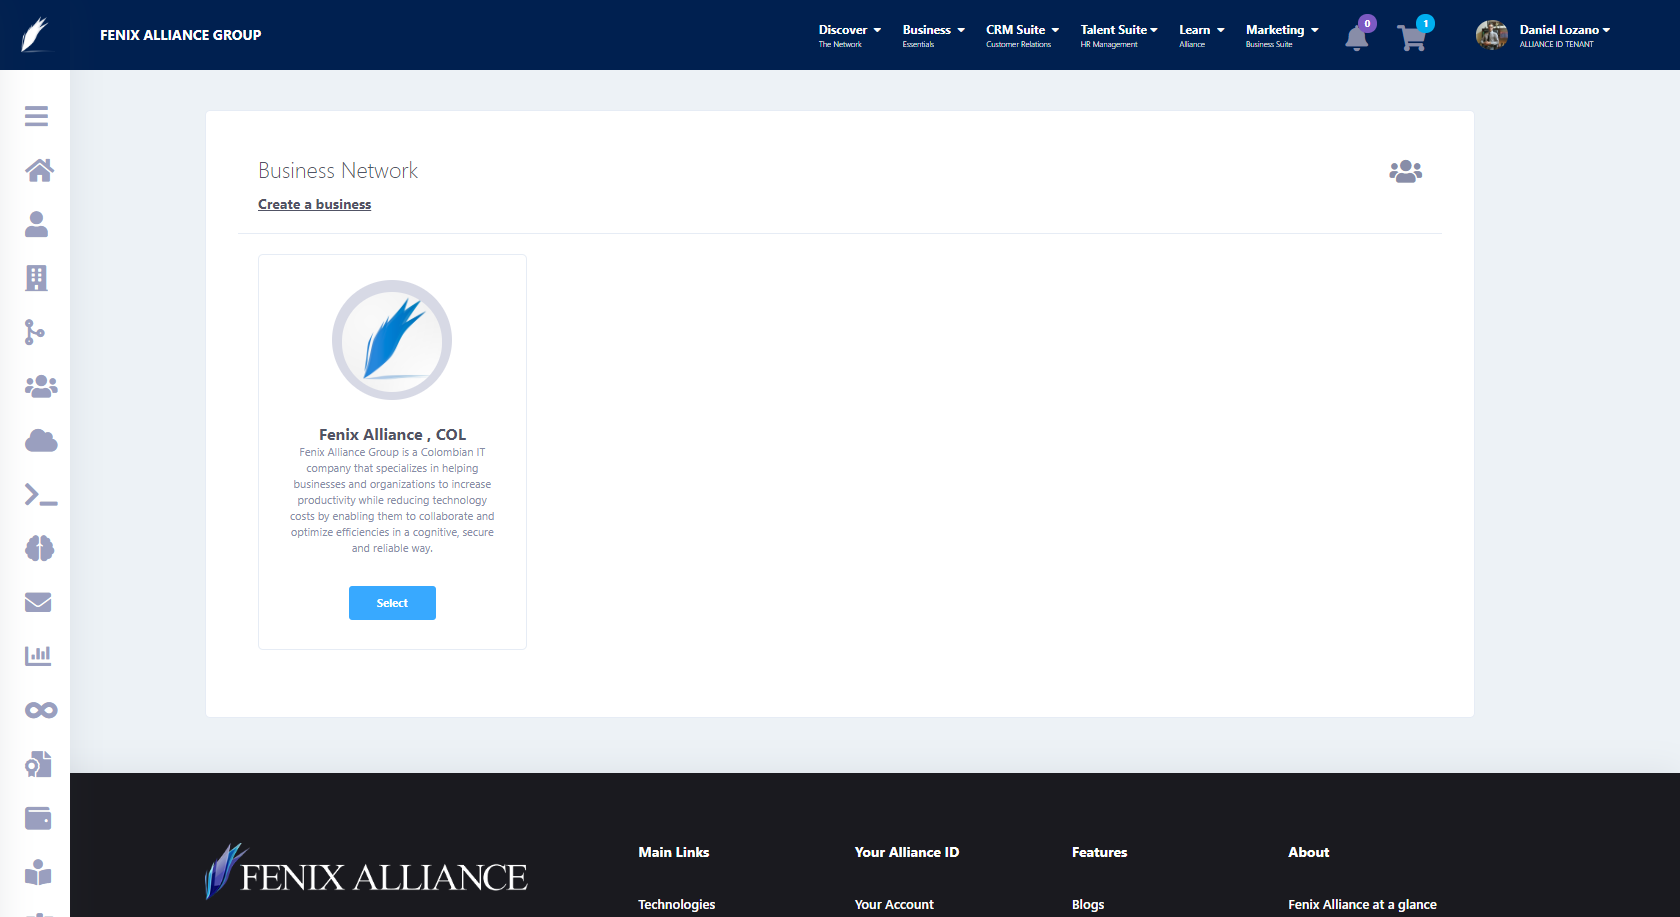 FENIX ALLIANCE GROUP
Discover
The Network
Business
Essentials
CRM Suite
Customer Relations
Talent Suite
HR Management
Learn
Alliance
Marketing
Business Suite
0
1
Daniel Lozano
ALLIANCE ID TENANT
Business Network
Create a business
Fenix Alliance , COL
Fenix Alliance Group is a Colombian IT
company that specializes in helping
businesses and organizations to increase
productivity while reducing technology
costs by enabling them to collaborate and
optimize efficiencies in a cognitive, secure
and reliable way.
Select
FENIX ALLIANCE
Main Links
Technologies
Your Alliance ID
Your Account
Features
Blogs
About
Fenix Alliance at a glance